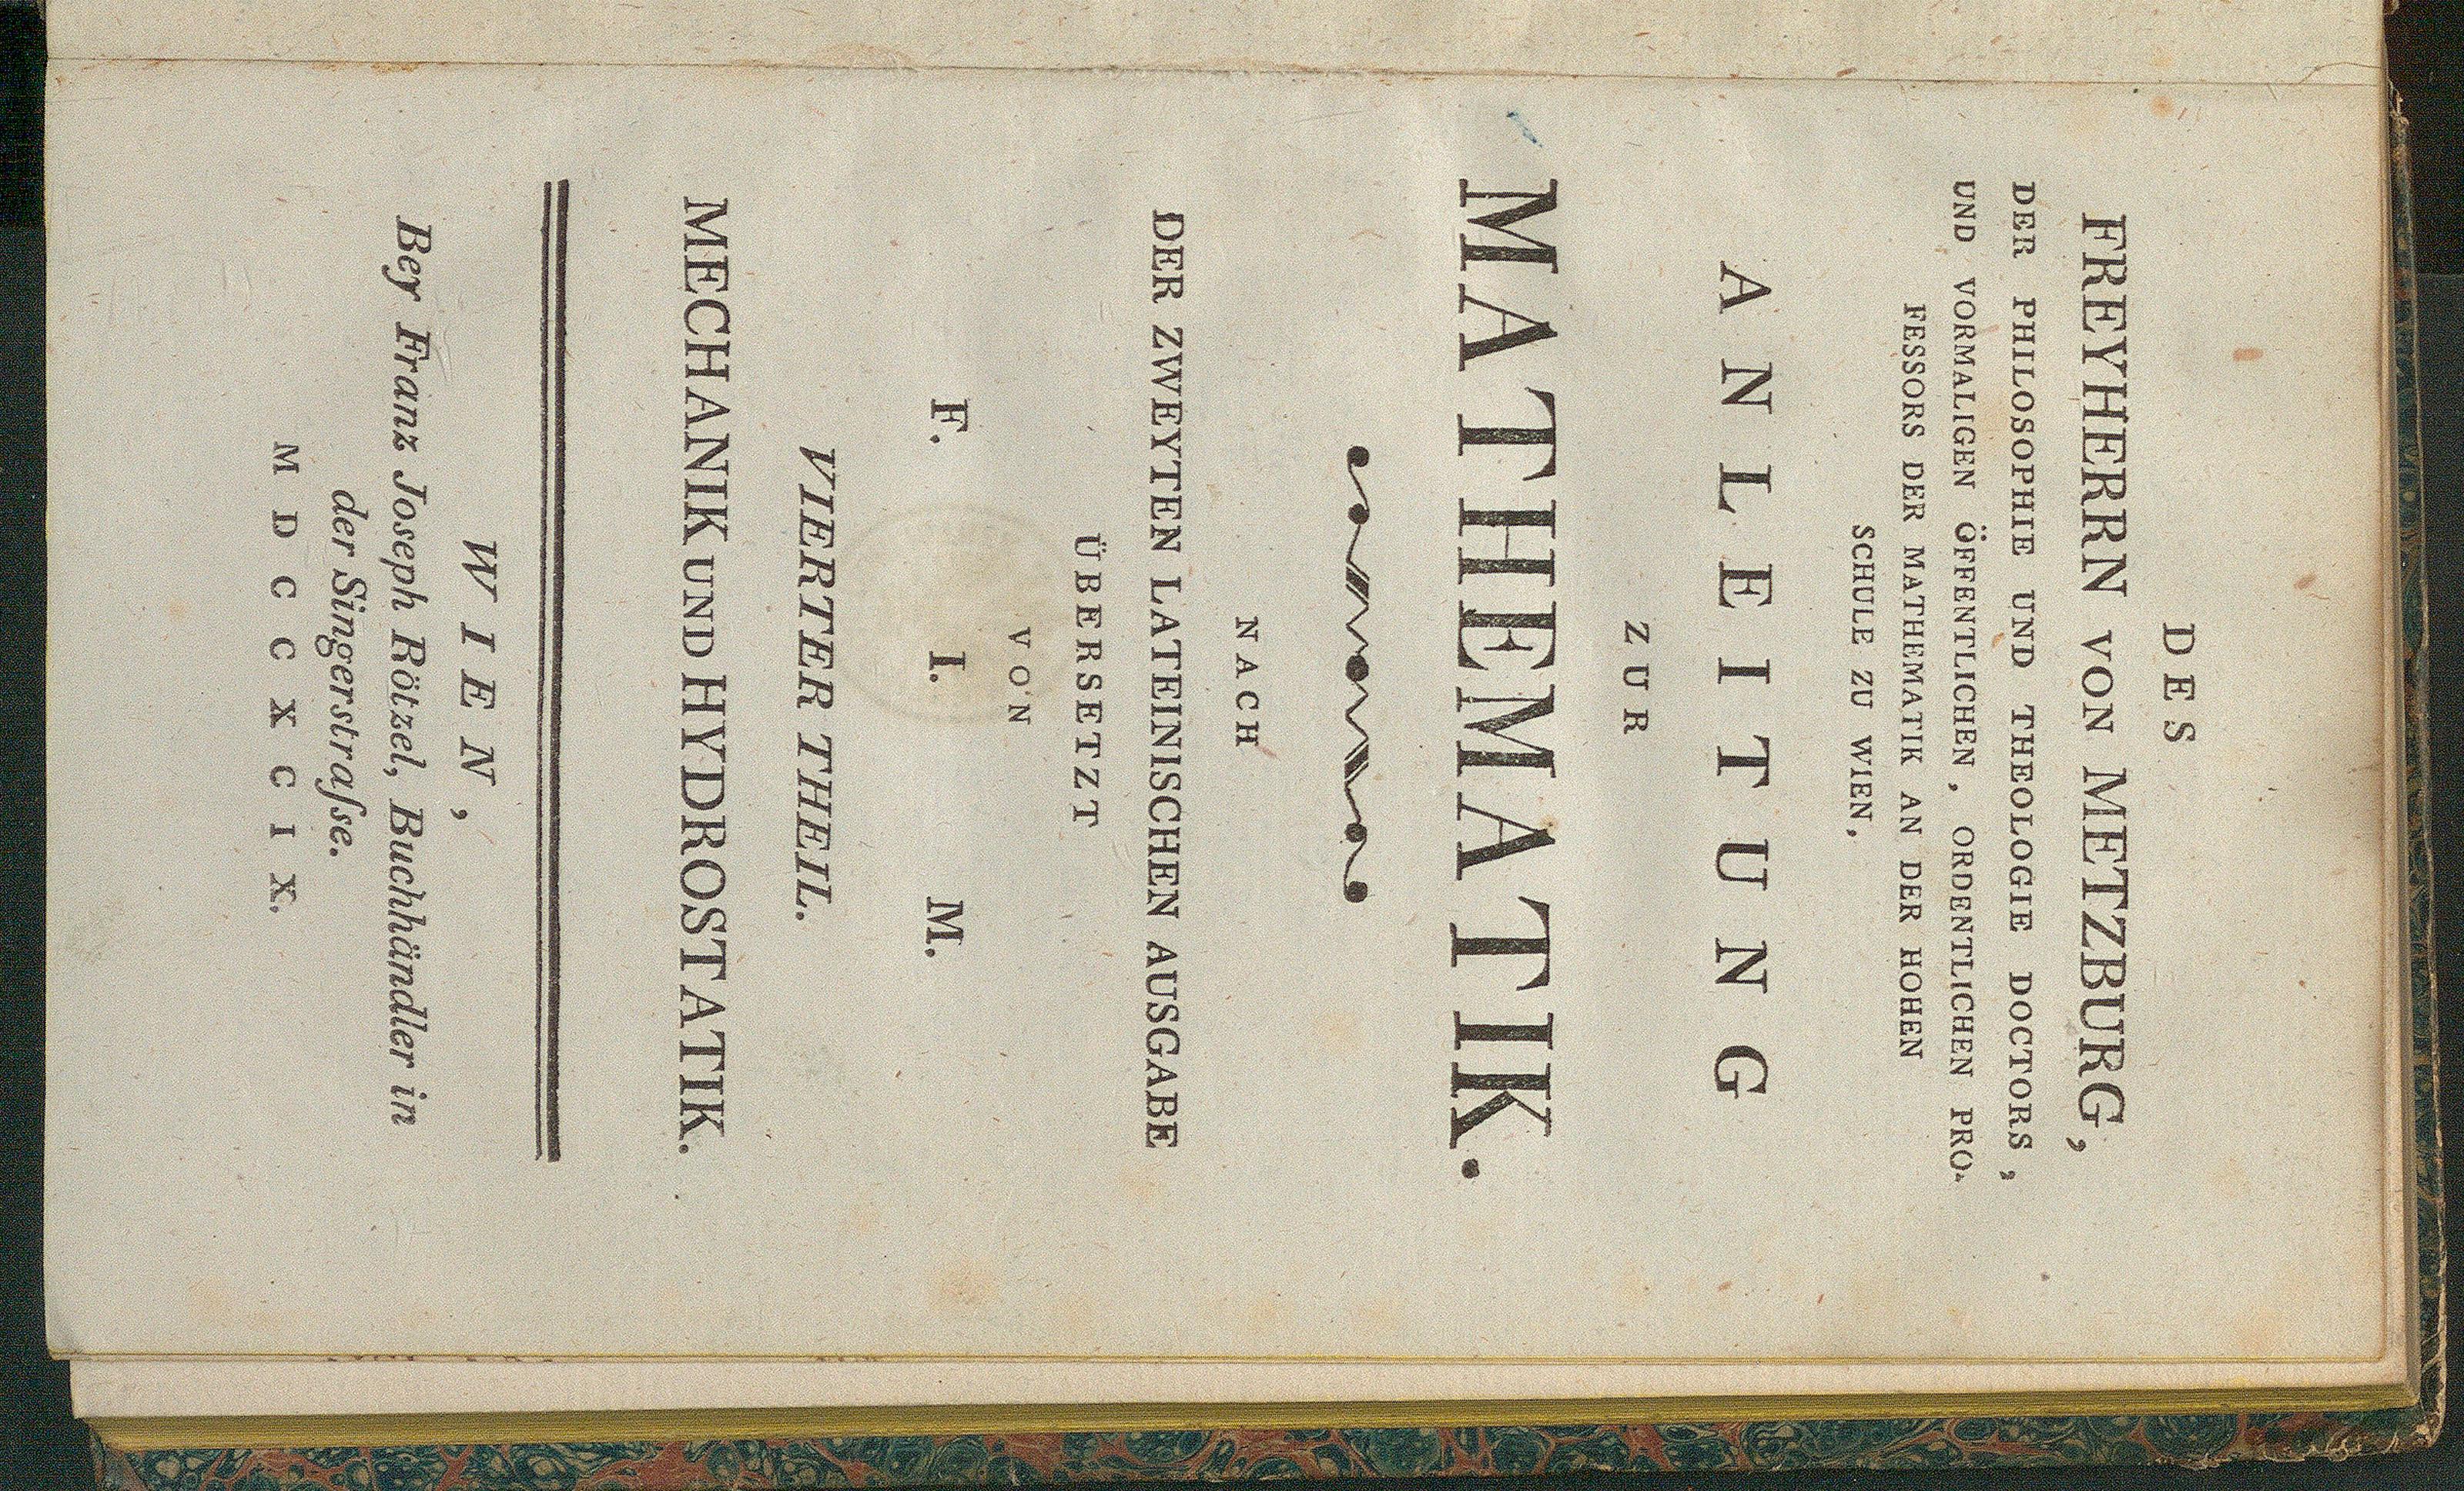 DES
FREYHERRN VON METZBURG,
DER PHILOSOPHIE UND THEOLOGIE DOCTORS,
UND VORMALIGEN ÖFFENTLICHEN, ORDENTLICHEN PRO-
FESSORS DER MATHEMATIK AN DER HOHEN
SCHULE ZU WIEN,
ANLEITUNG
ZUR
MATHEMATIK.
NACH
DER ZWEYTEN LATEINISCHEN AUSGABE
ÜBERSETZT
VON
F. I. M.
VIERTER THEIL.
MECHANIK UND HYDROSTATIK.
WIEN,
Bey Franz Joseph Rötzel, Buchhändler in
der Singerstraſse.
MDCCXCIX.